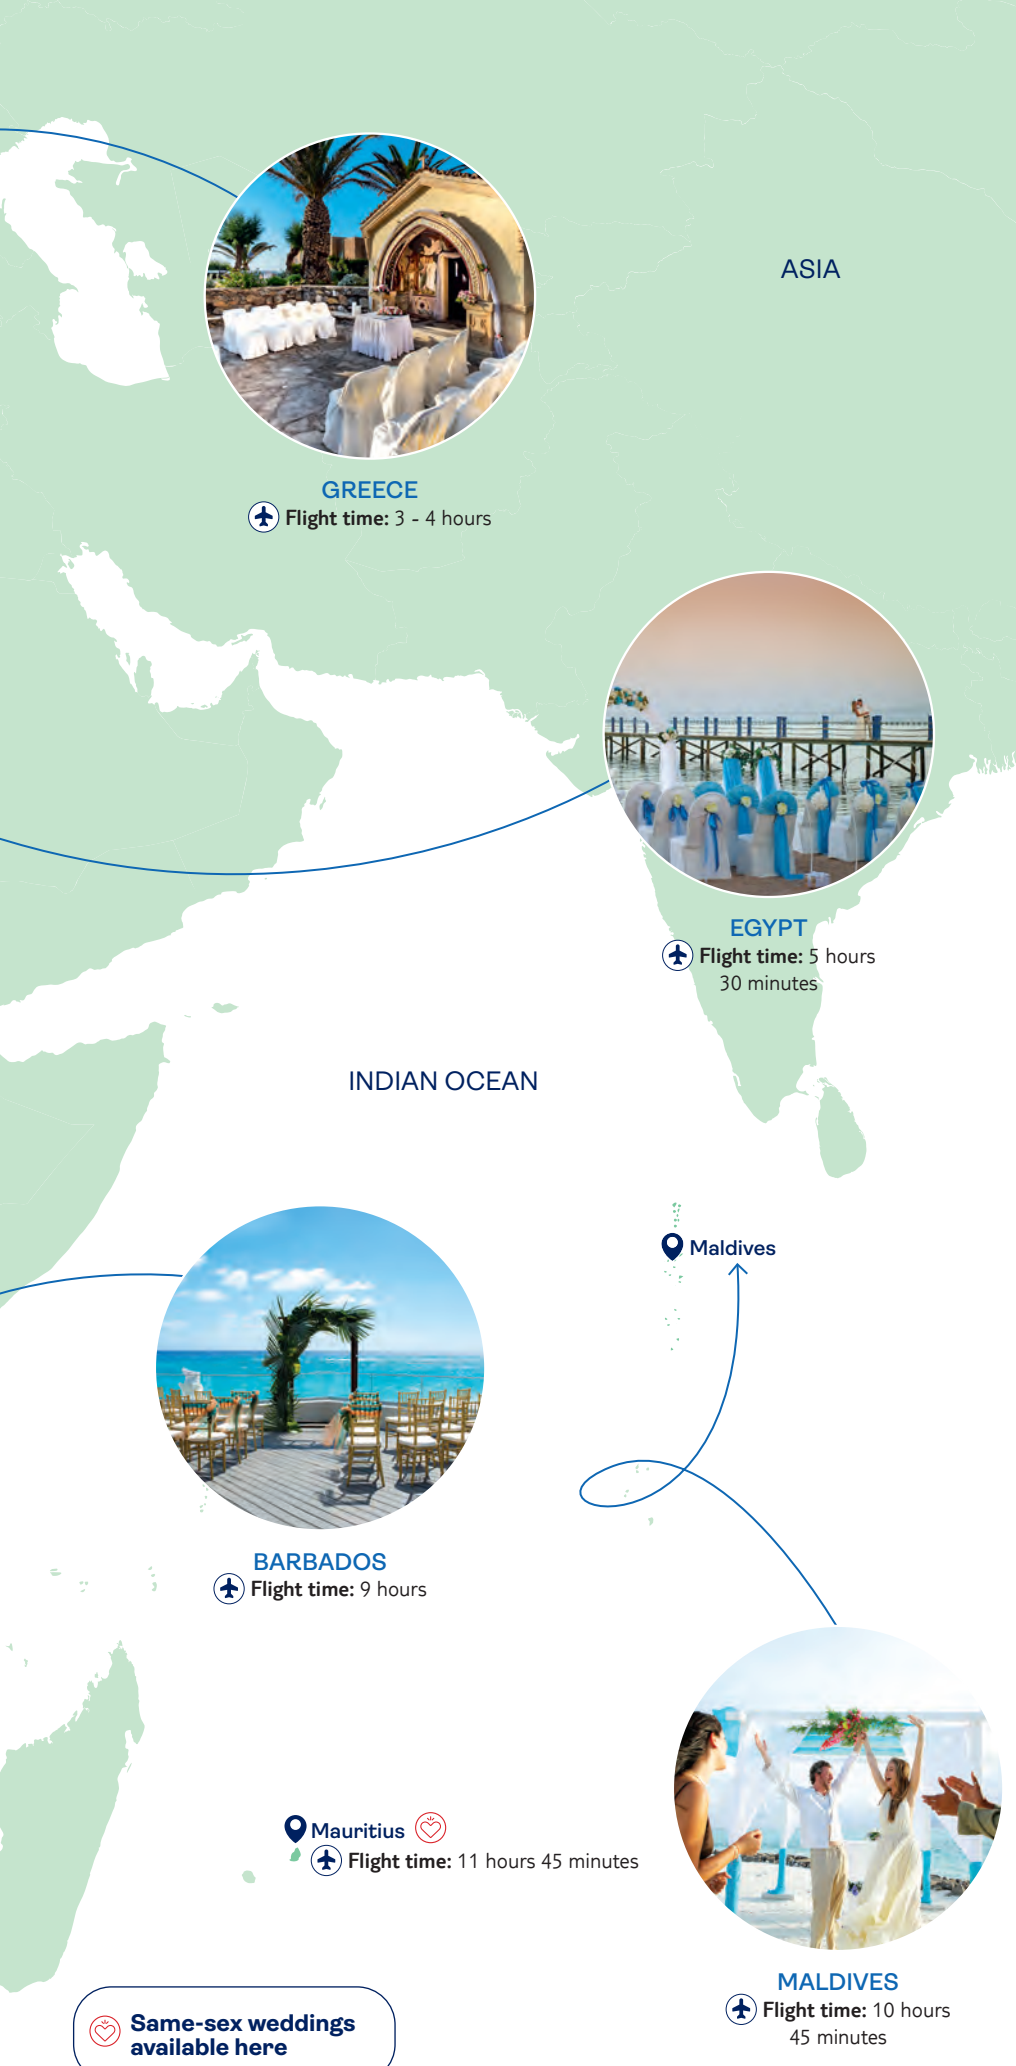 ASIA
GREECE
Flight time: 3 - 4 hours
EGYPT
Flight time: 5 hours
30 minutes
INDIAN OCEAN
Maldives
BARBADOS
Flight time: 9 hours
Mauritius
Flight time: 11 hours 45 minutes
MALDIVES
Flight time: 10 hours
45 minutes
Same-sex weddings
available here